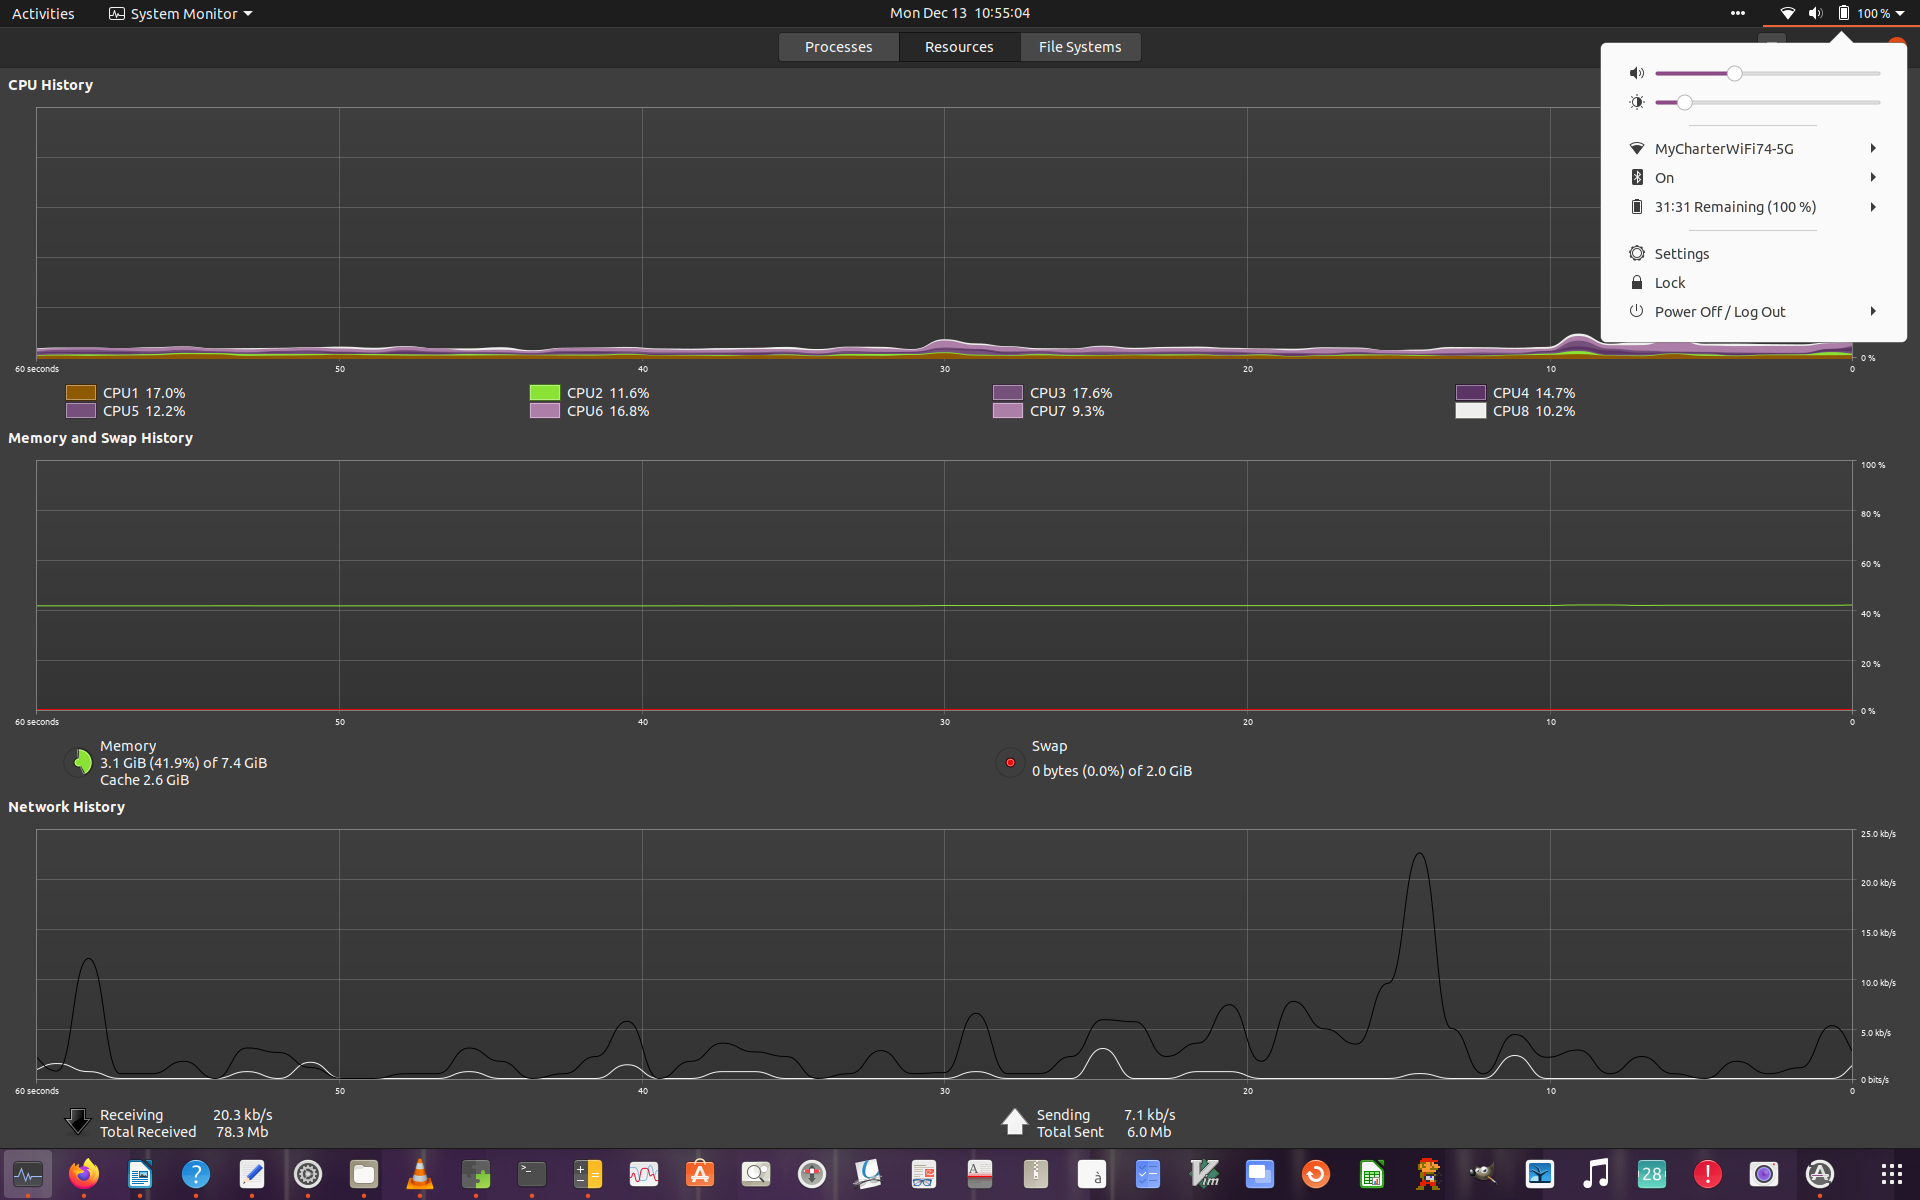 Activities System Monitor Mon Dec 13 10:55:04 100 %
Processes Resources File Systems
CPU History
MyCharterWiFi74-5G
On
31:31 Remaining (100 %)
Settings
Lock
Power Off / Log Out
0 %
60 seconds 50 40 30 20 10 0
CPU1 17.0% CPU2 11.6% CPU3 17.6% CPU4 14.7%
CPU5 12.2% CPU6 16.8% CPU7 9.3% CPU8 10.2%
Memory and Swap History
100 %
80 %
60 %
40 %
20 %
0 %
60 seconds 50 40 30 20 10 0
Memory
3.1 GiB (41.9%) of 7.4 GiB
Cache 2.6 GiB
Swap
0 bytes (0.0%) of 2.0 GiB
Network History
25.0 kb/s
20.0 kb/s
15.0 kb/s
10.0 kb/s
5.0 kb/s
0 bits/s
60 seconds 50 40 30 20 10 0
Receiving 20.3 kb/s
Total Received 78.3 Mb
Sending 7.1 kb/s
Total Sent 6.0 Mb
? >_ A à Vim 28 ! A